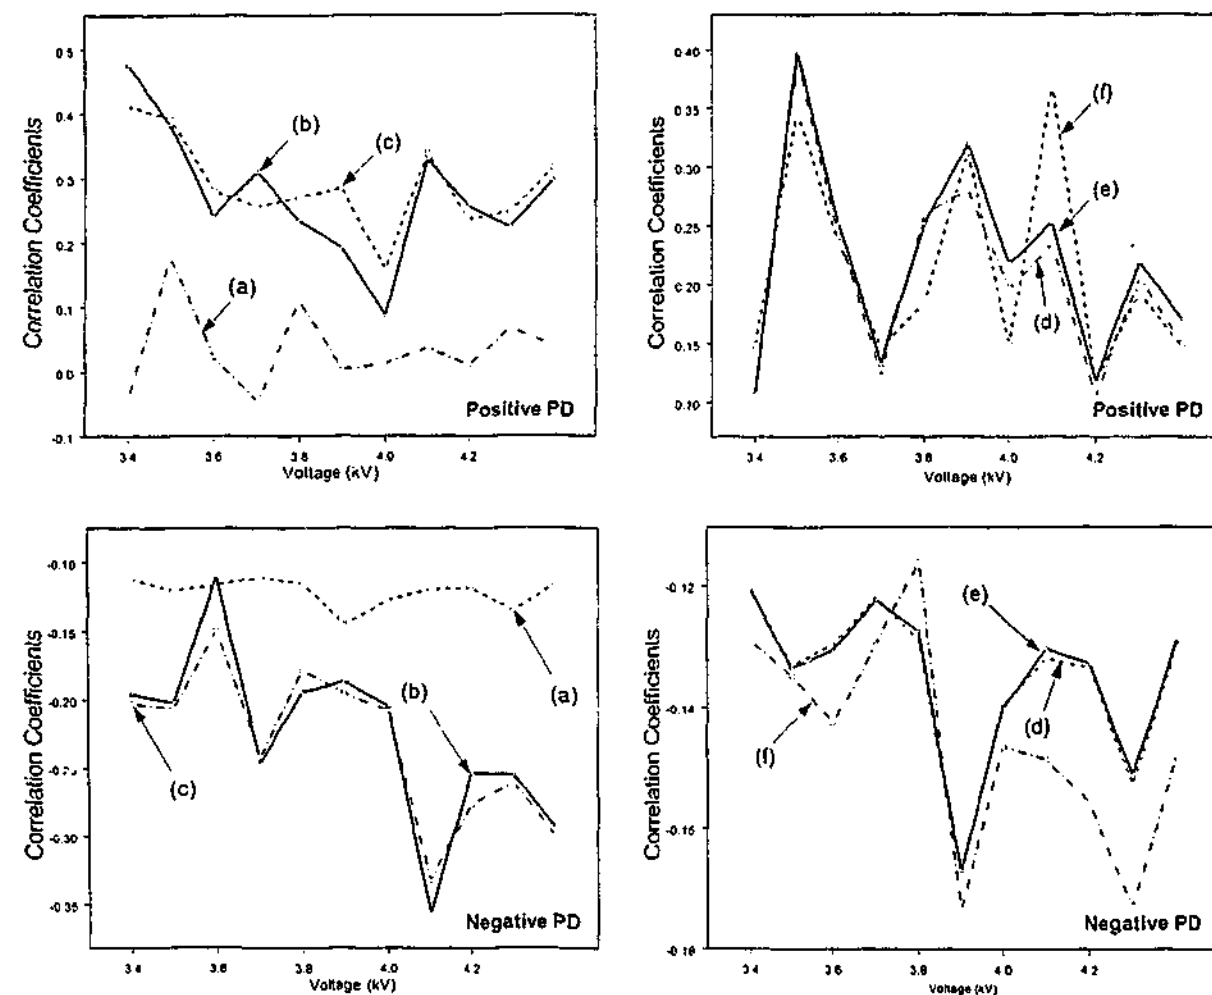 0.5
0.4
0.3
0.2
0.1
0.0
-0.1
Correlation Coefficients
(b)
(c)
(a)
Positive PD
3.4
3.6
3.8
4.0
4.2
Voltage (kV)
0.40
0.35
0.30
0.25
0.20
0.15
0.10
Correlation Coefficients
(f)
(e)
(d)
Positive PD
3.4
3.6
3.8
4.0
4.2
Voltage (kV)
-0.10
-0.15
-0.20
-0.25
-0.30
-0.35
Correlation Coefficients
(b)
(a)
(c)
Negative PD
3.4
3.6
3.8
4.0
4.2
Voltage (kV)
-0.12
-0.14
-0.16
-0.18
Correlation Coefficients
(e)
(d)
(f)
Negative PD
3.4
3.6
3.8
4.0
4.2
Voltage (kV)